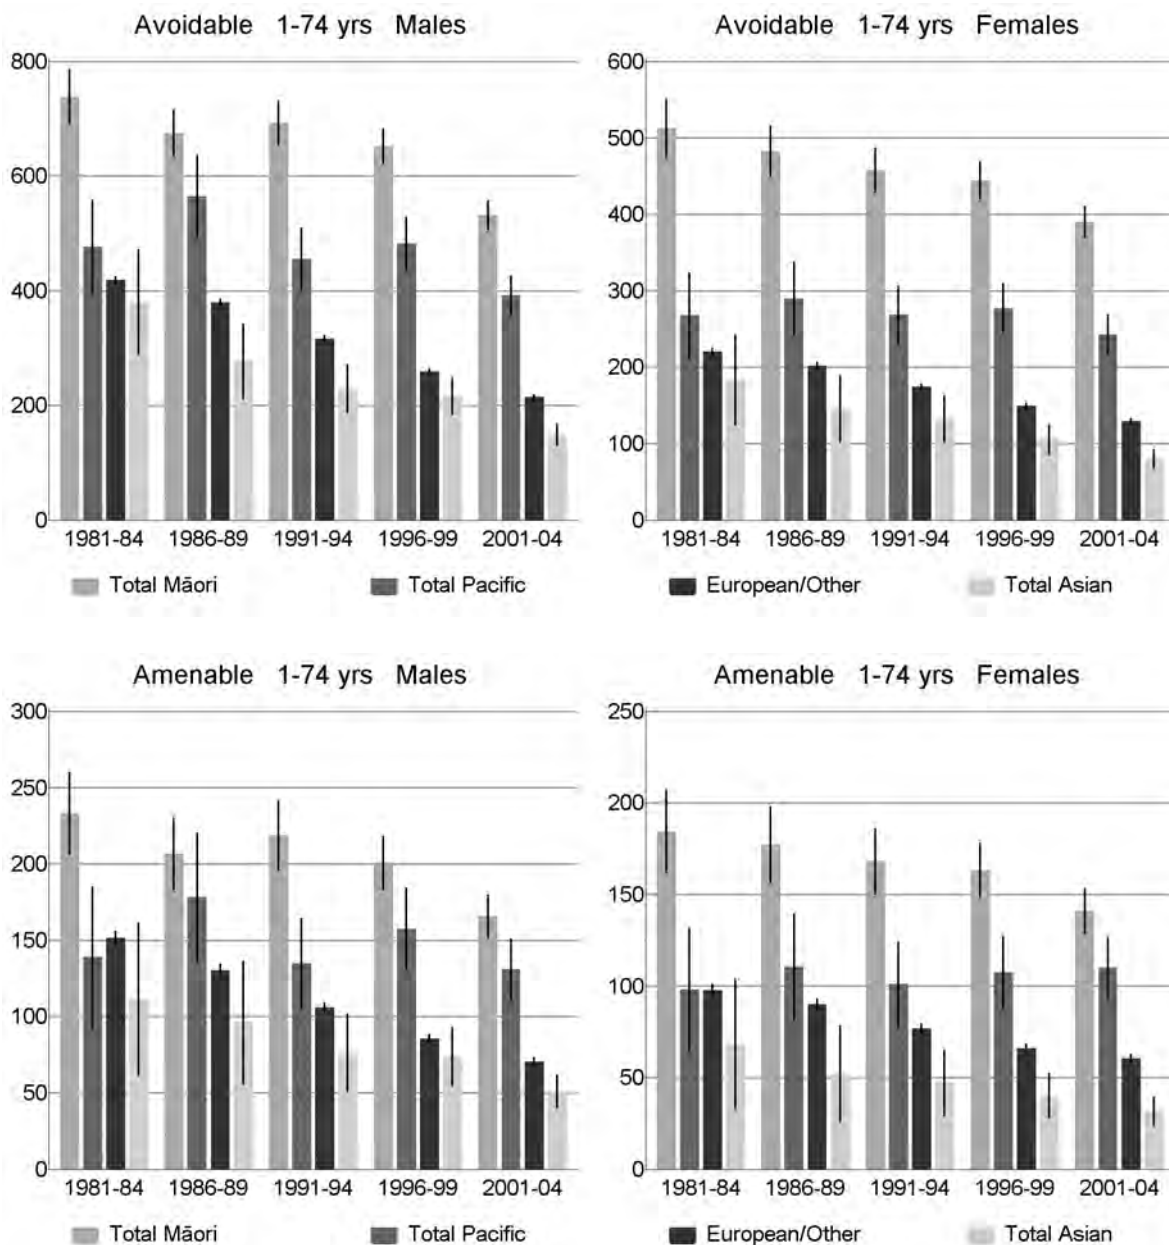 Avoidable 1-74 yrs Males
800
600
400
200
0
1981-84 1986-89 1991-94 1996-99 2001-04
Total Māori Total Pacific
Avoidable 1-74 yrs Females
600
500
400
300
200
100
0
1981-84 1986-89 1991-94 1996-99 2001-04
European/Other Total Asian
Amenable 1-74 yrs Males
300
250
200
150
100
50
0
1981-84 1986-89 1991-94 1996-99 2001-04
Total Māori Total Pacific
Amenable 1-74 yrs Females
250
200
150
100
50
0
1981-84 1986-89 1991-94 1996-99 2001-04
European/Other Total Asian